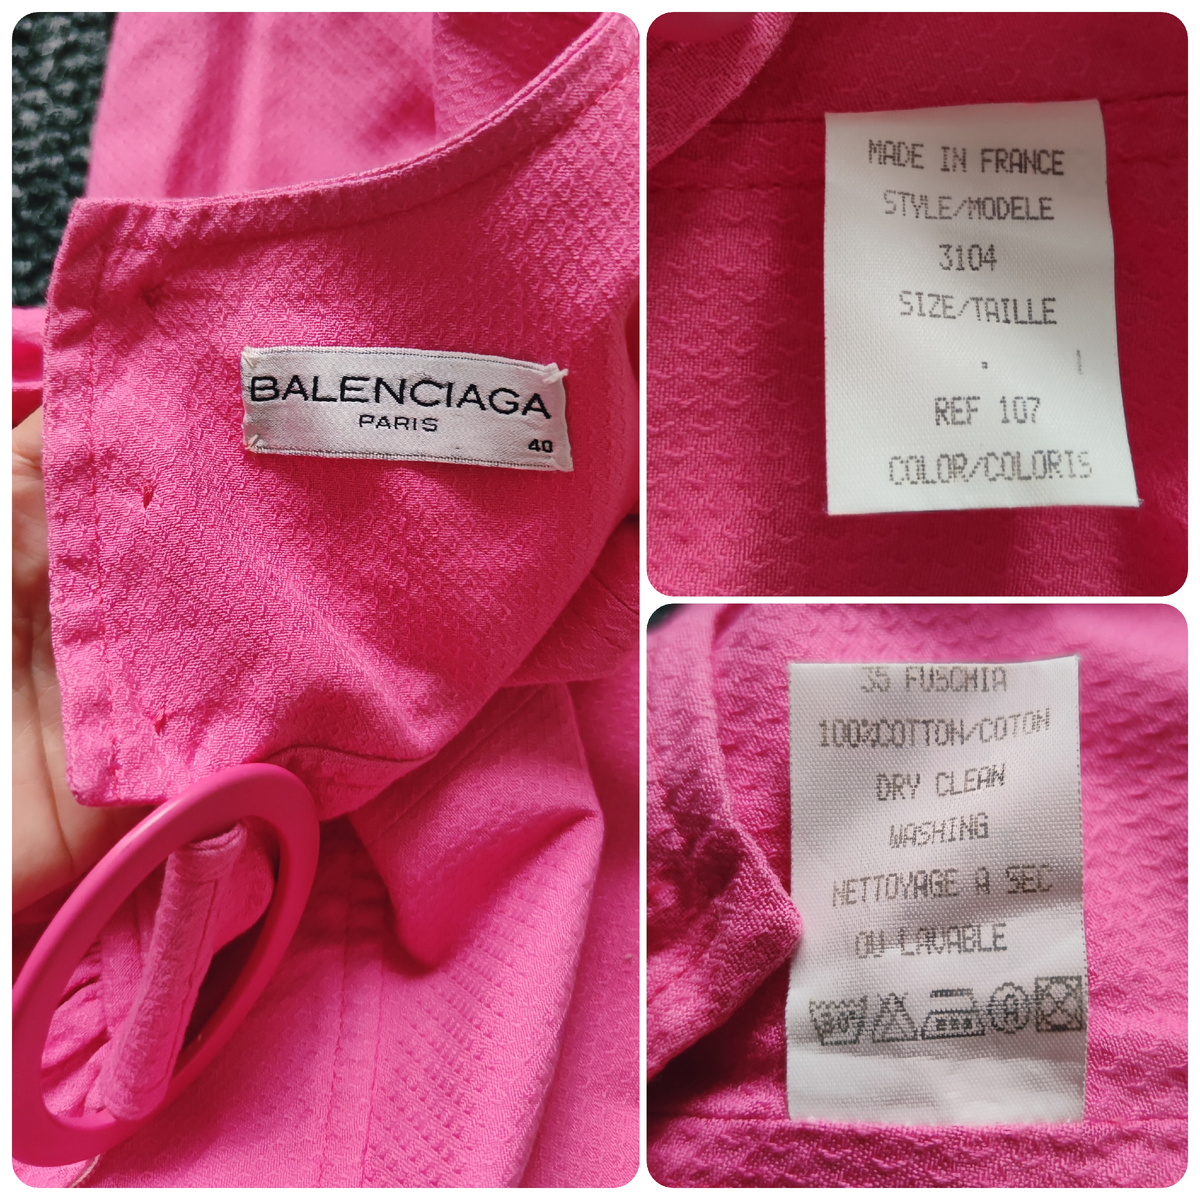 BALENCIAGA
PARIS
40
MADE IN FRANCE
STYLE/MODELE
3104
SIZE/TAILLE
REF 107
COLOR/COLORIS
35 FUSCHIA
100%COTTON/COTON
DRY CLEAN
WASHING
NETTOYAGE A SEC
OU LAVABLE
30°
A